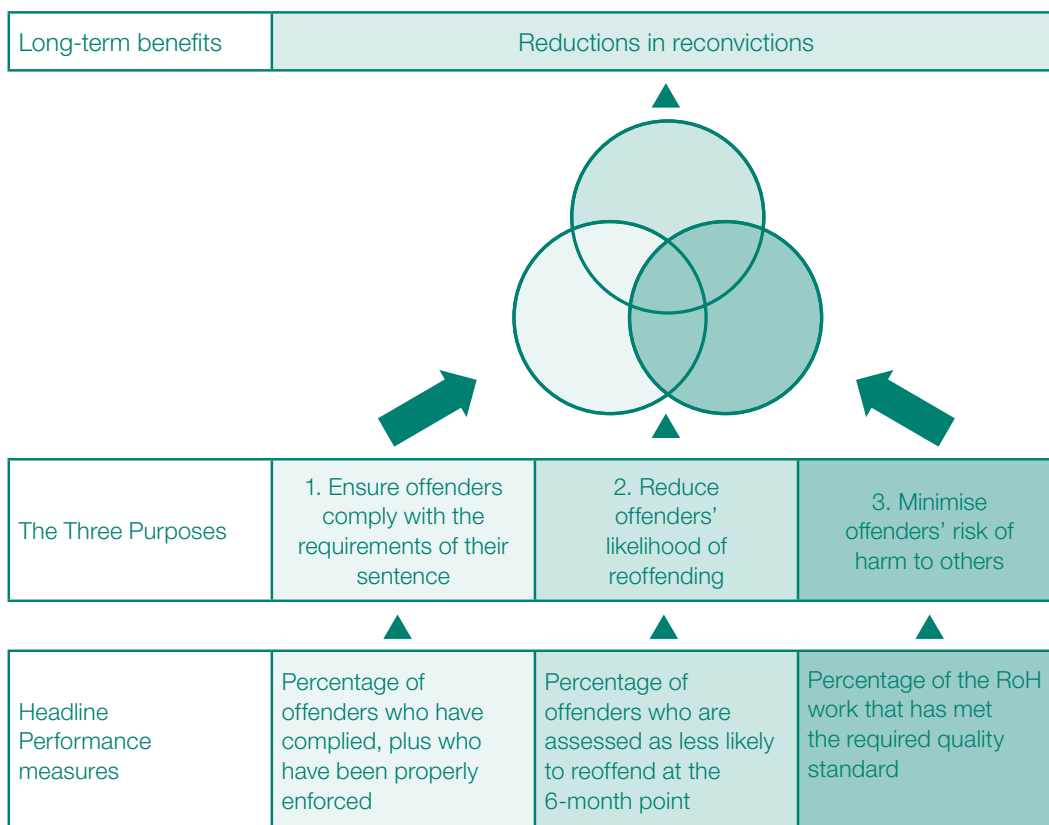 Long-term benefits
Reductions in reconvictions
The Three Purposes
1. Ensure offenders
comply with the
requirements of their
sentence
2. Reduce
offenders’
likelihood of
reoffending
3. Minimise
offenders’ risk of
harm to others
Headline
Performance
measures
Percentage of
offenders who have
complied, plus who
have been properly
enforced
Percentage of
offenders who are
assessed as less likely
to reoffend at the
6-month point
Percentage of the RoH
work that has met
the required quality
standard